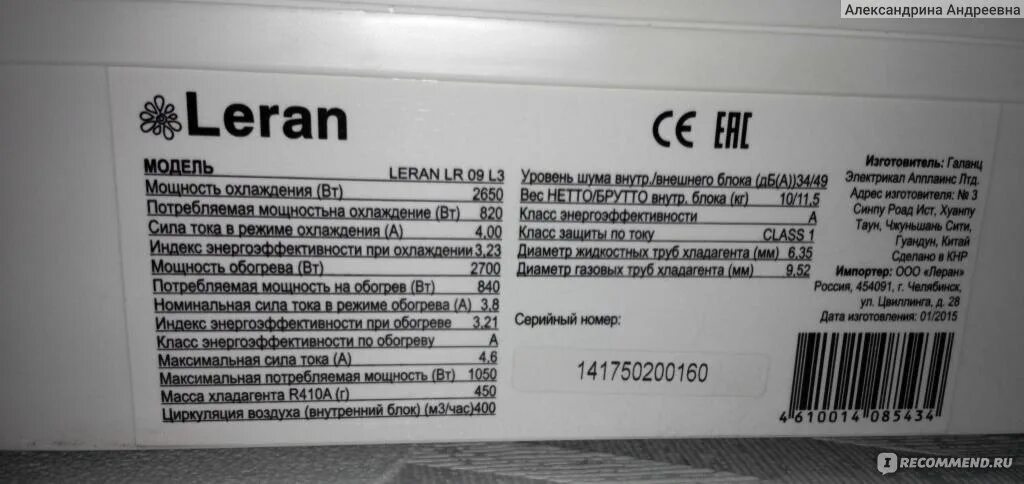 Александрина Андреевна
Leran
CE EAC
МОДЕЛЬ LERAN LR 09 L3
Мощность охлаждения (Вт) 2650
Потребляемая мощностьна охлаждение (Вт) 820
Сила тока в режиме охлаждения (А) 4,00
Индекс энергоэффективности при охлаждении 3,23
Мощность обогрева (Вт) 2700
Потребляемая мощность на обогрев (Вт) 840
Номинальная сила тока в режиме обогрева (А) 3,8
Индекс энергоэффективности при обогреве 3,21
Класс энергоэффективности по обогреву А
Максимальная сила тока (А) 4,6
Максимальная потребляемая мощность (Вт) 1050
Масса хладагента R410A (г) 450
Циркуляция воздуха (внутренний блок) (м3/час)400
Уровень шума внутр./внешнего блока (дБ(А))34/49
Вес НЕТТО/БРУТТО внутр. блока (кг) 10/11,5
Класс энергоэффективности А
Класс защиты по току CLASS 1
Диаметр жидкостных труб хладагента (мм) 6,35
Диаметр газовых труб хладагента (мм) 9,52
Серийный номер:
141750200160
Изготовитель: Галанц
Электрикал Апплаинс Лтд.
Адрес изготовителя: № 3
Синпу Роад Ист, Хуанпу
Таун, Чжуньшань Сити,
Гуандун, Китай
Сделано в КНР
Импортер: ООО «Леран»
Россия, 454091, г. Челябинск,
ул. Цвиллинга, д. 28
Дата изготовления: 01/2015
4610014085434
IRECOMMEND.RU